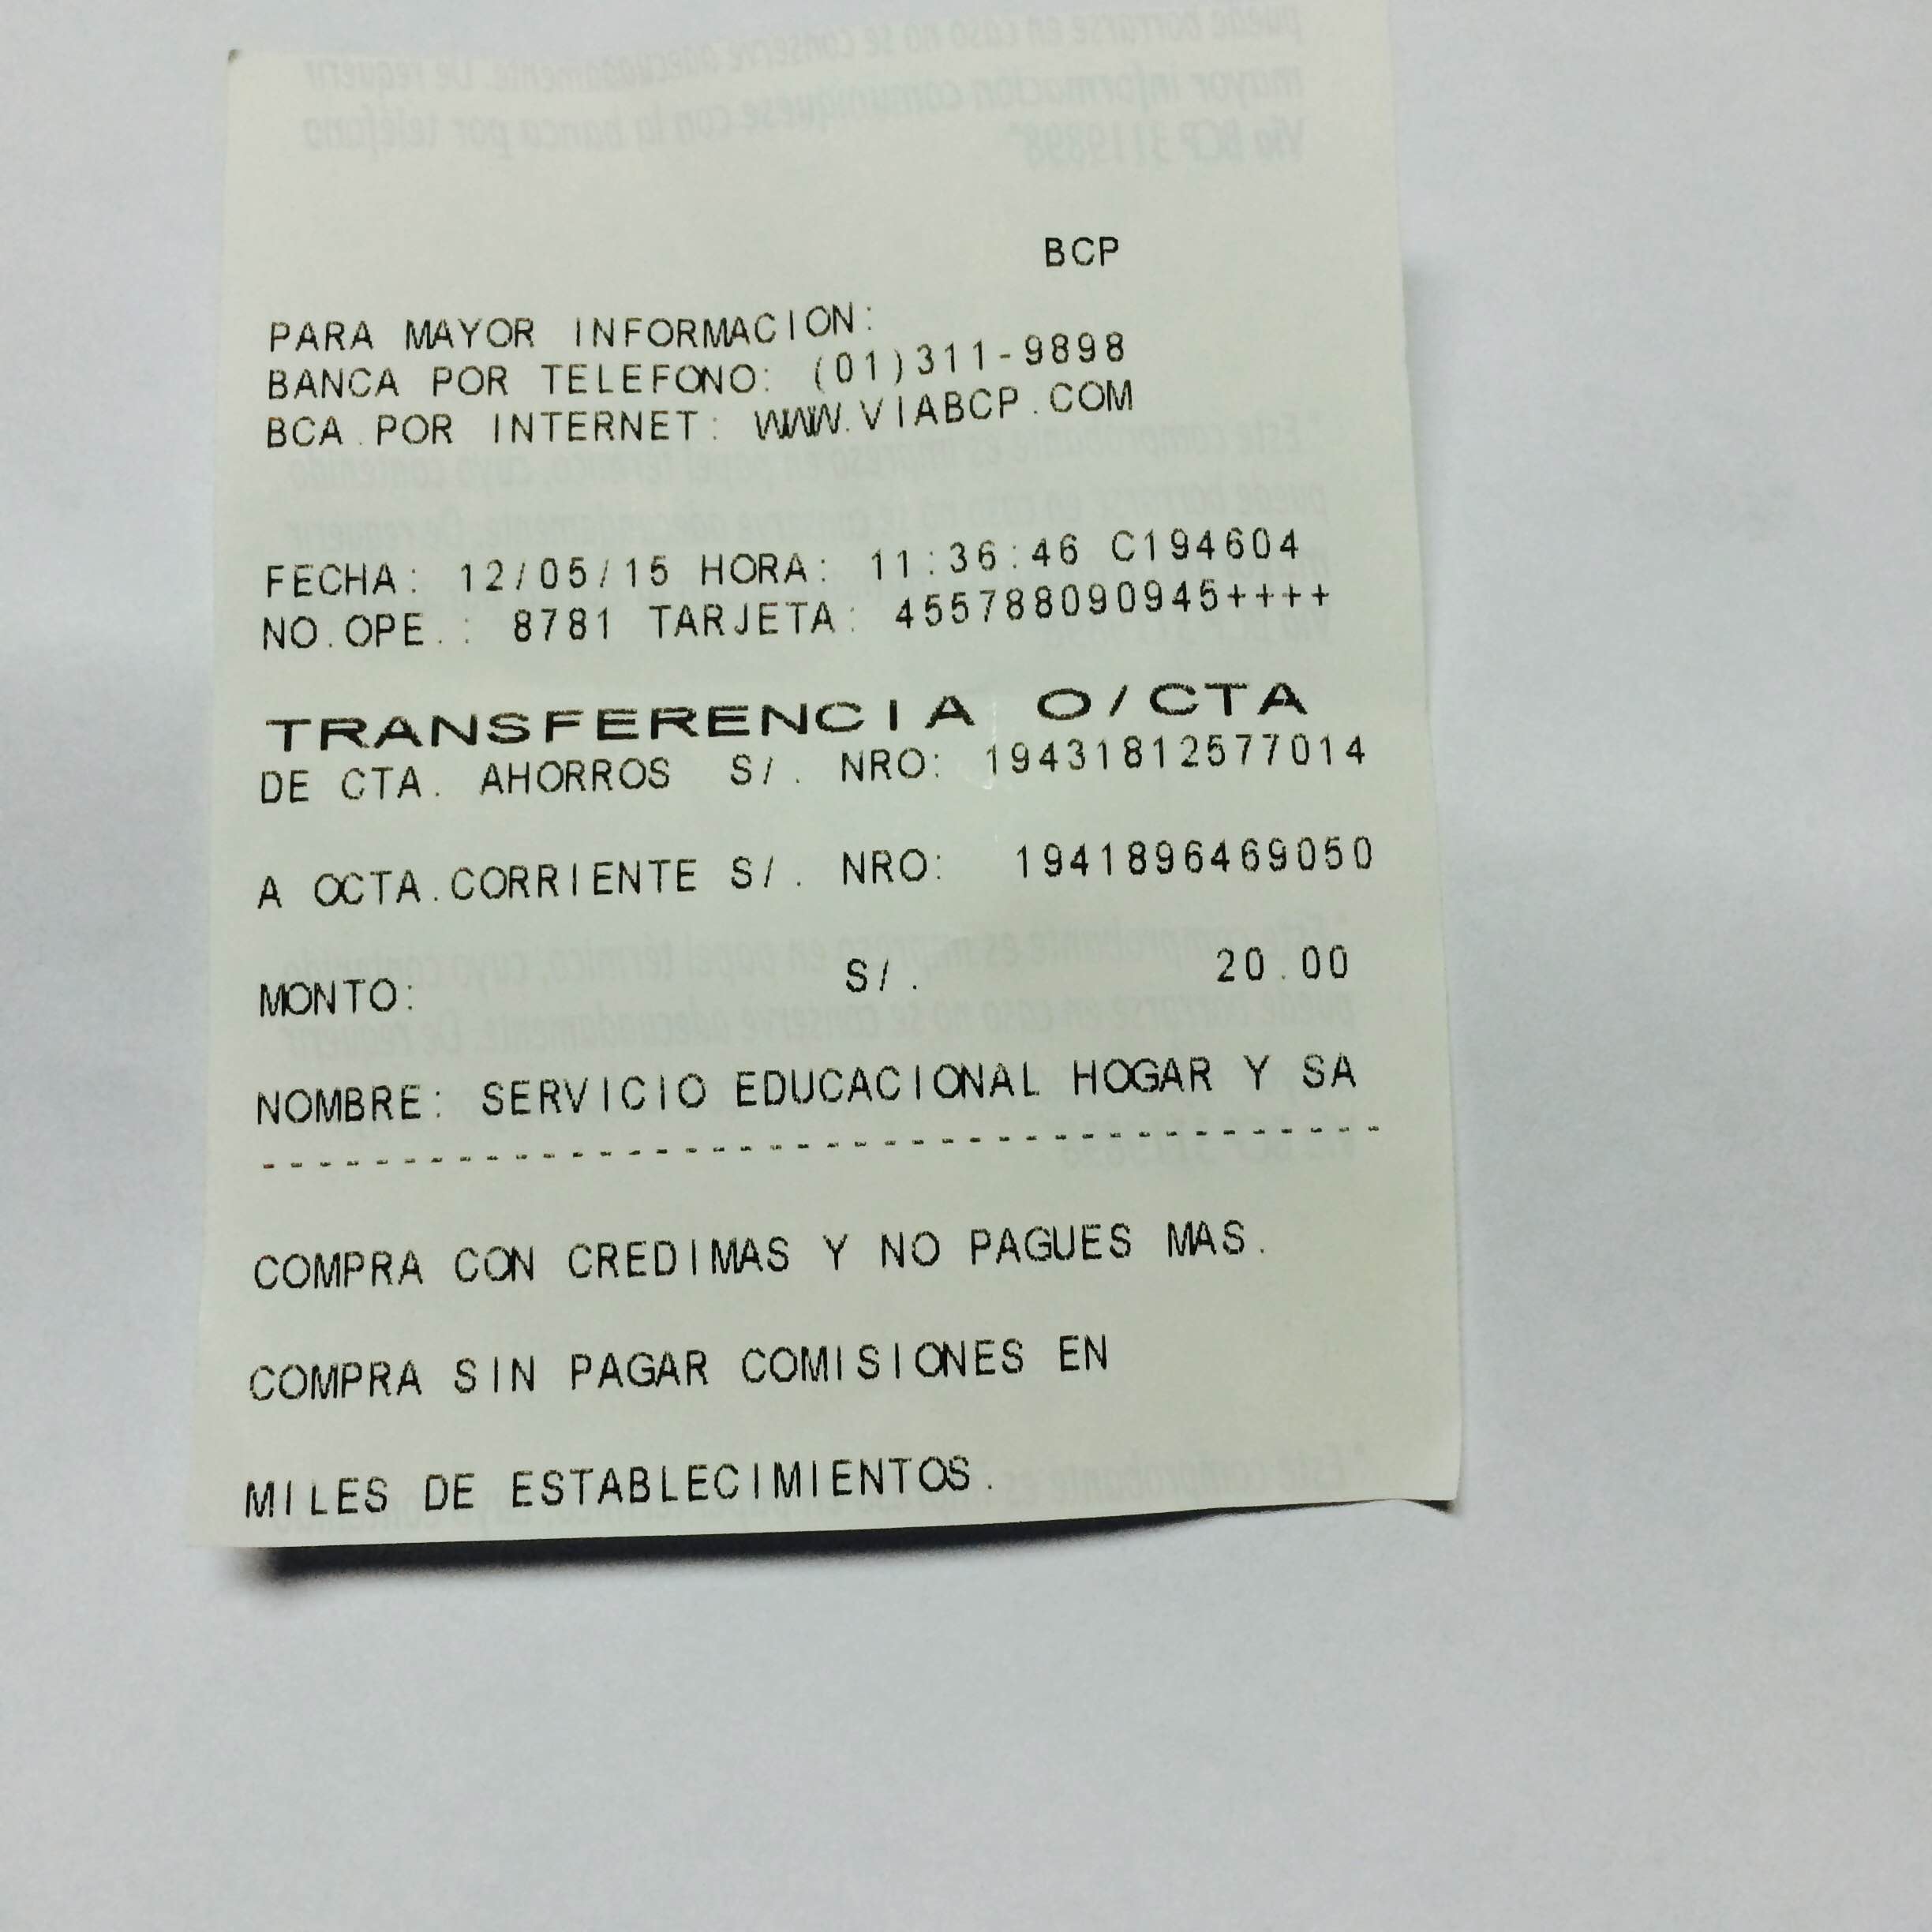 BCP
PARA MAYOR INFORMACION:
BANCA POR TELEFONO: (01)311-9898
BCA.POR INTERNET: WWW.VIABCP.COM
FECHA: 12/05/15 HORA: 11:36:46 C194604
NO.OPE.: 8781 TARJETA: 455788090945++++
TRANSFERENCIA O/CTA
DE CTA. AHORROS S/. NRO: 19431812577014
A OCTA.CORRIENTE S/. NRO: 1941896469050
MONTO: S/. 20.00
NOMBRE: SERVICIO EDUCACIONAL HOGAR Y SA
---------------------------------------
COMPRA CON CREDIMAS Y NO PAGUES MAS.
COMPRA SIN PAGAR COMISIONES EN
MILES DE ESTABLECIMIENTOS.